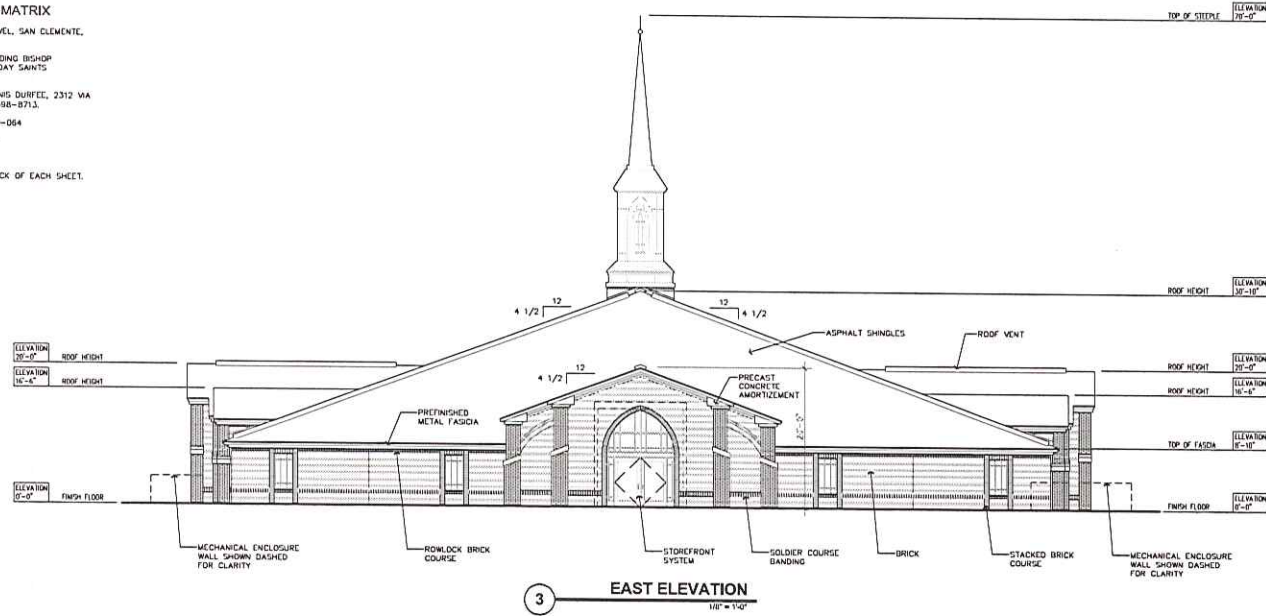 MATRIX
VEL, SAN CLEMENTE,
DING BISHOP
DAY SAINTS
NIS DURFEE, 2312 VIA
98-8713.
-064
CK OF EACH SHEET.
TOP OF STEEPLE
ELEVATION
70'-0"
ROOF HEIGHT
ELEVATION
30'-10"
12
4 1/2
12
4 1/2
ASPHALT SHINGLES
ROOF VENT
ELEVATION
20'-0"
ROOF HEIGHT
ELEVATION
16'-6"
ROOF HEIGHT
ROOF HEIGHT
ELEVATION
20'-0"
ROOF HEIGHT
ELEVATION
16'-6"
12
4 1/2
PRECAST
CONCRETE
AMORTIZEMENT
PREFINISHED
METAL FASICIA
TOP OF FASCIA
ELEVATION
8'-10"
ELEVATION
0'-0"
FINISH FLOOR
FINISH FLOOR
ELEVATION
0'-0"
MECHANICAL ENCLOSURE
WALL SHOWN DASHED
FOR CLARITY
ROWLOCK BRICK
COURSE
STOREFRONT
SYSTEM
SOLDIER COURSE
BANDING
BRICK
STACKED BRICK
COURSE
MECHANICAL ENCLOSURE
WALL SHOWN DASHED
FOR CLARITY
3
EAST ELEVATION
1/8" = 1'-0"